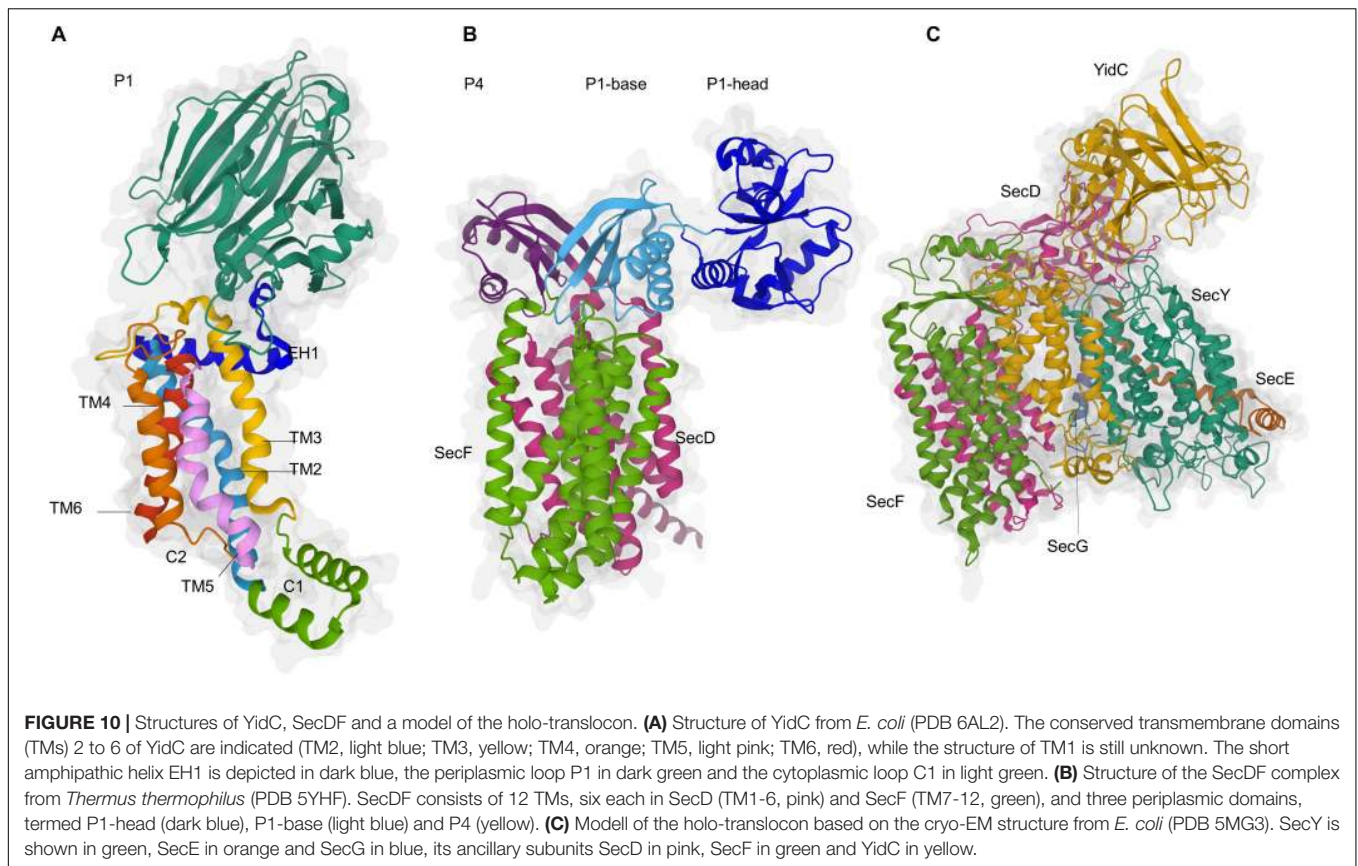 A
B
C
P1
P4
P1-base
P1-head
YidC
SecD
EH1
TM4
TM3
TM2
TM6
C2
TM5
C1
SecF
SecD
SecY
SecE
SecF
SecG
FIGURE 10 | Structures of YidC, SecDF and a model of the holo-translocon. (A) Structure of YidC from E. coli (PDB 6AL2). The conserved transmembrane domains
(TMs) 2 to 6 of YidC are indicated (TM2, light blue; TM3, yellow; TM4, orange; TM5, light pink; TM6, red), while the structure of TM1 is still unknown. The short
amphipathic helix EH1 is depicted in dark blue, the periplasmic loop P1 in dark green and the cytoplasmic loop C1 in light green. (B) Structure of the SecDF complex
from Thermus thermophilus (PDB 5YHF). SecDF consists of 12 TMs, six each in SecD (TM1-6, pink) and SecF (TM7-12, green), and three periplasmic domains,
termed P1-head (dark blue), P1-base (light blue) and P4 (yellow). (C) Modell of the holo-translocon based on the cryo-EM structure from E. coli (PDB 5MG3). SecY is
shown in green, SecE in orange and SecG in blue, its ancillary subunits SecD in pink, SecF in green and YidC in yellow.